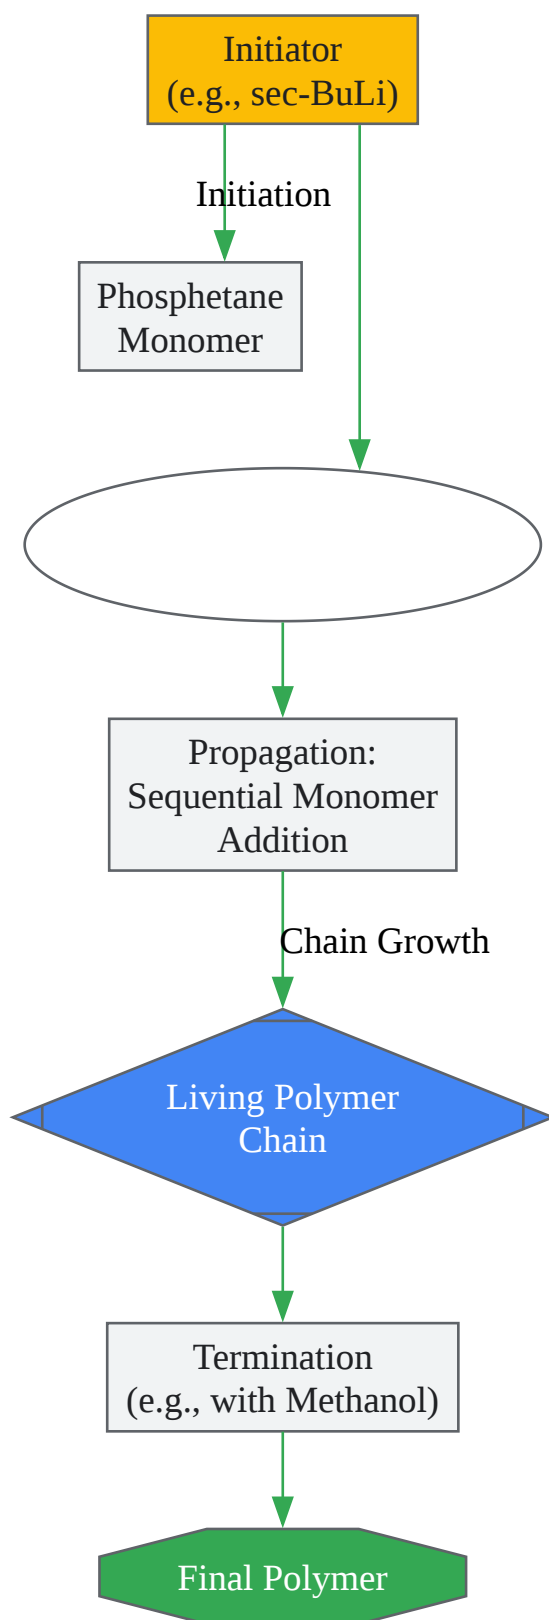 Initiator
(e.g., sec-BuLi)
Initiation
Phosphetane
Monomer
Propagation:
Sequential Monomer
Addition
Chain Growth
Living Polymer
Chain
Termination
(e.g., with Methanol)
Final Polymer